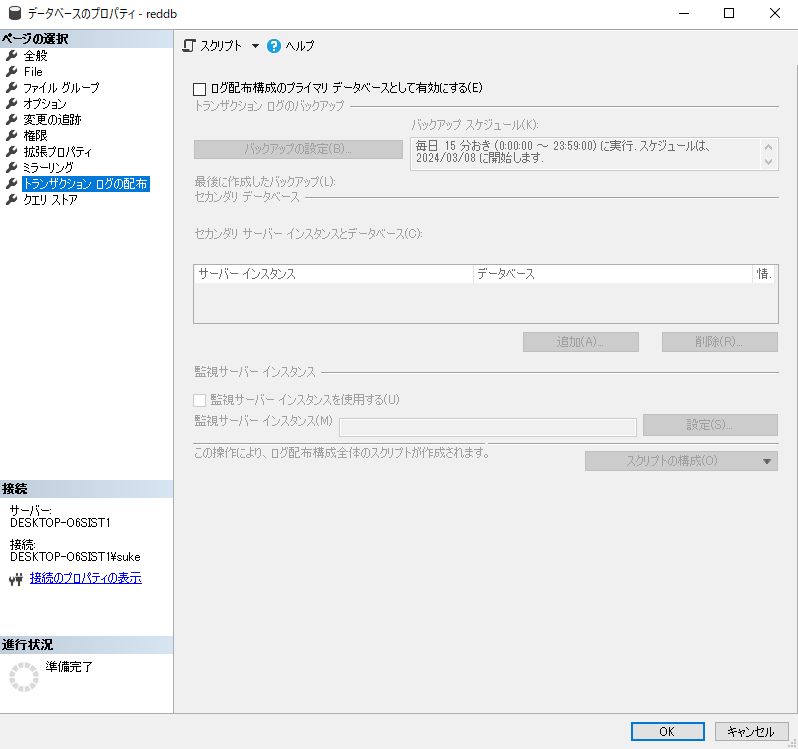 データベースのプロパティ - reddb
ページの選択
全般
File
ファイル グループ
オプション
変更の追跡
権限
拡張プロパティ
ミラーリング
トランザクション ログの配布
クエリ ストア
スクリプト
ヘルプ
ログ配布構成のプライマリ データベースとして有効にする(E)
トランザクション ログのバックアップ
バックアップ スケジュール(K):
バックアップの設定(B)...
毎日 15 分おき (0:00:00 ～ 23:59:00) に実行. スケジュールは、
2024/03/08 に開始します.
最後に作成したバックアップ(L):
セカンダリ データベース
セカンダリ サーバー インスタンスとデータベース(C):
サーバー インスタンス
データベース
情.
追加(A)...
削除(R)...
監視サーバー インスタンス
監視サーバー インスタンスを使用する(U)
監視サーバー インスタンス(M)
設定(S)...
この操作により、ログ配布構成全体のスクリプトが作成されます。
スクリプトの構成(O)
接続
サーバー:
DESKTOP-O6SIST1
接続:
DESKTOP-O6SIST1¥suke
接続のプロパティの表示
進行状況
準備完了
OK
キャンセル